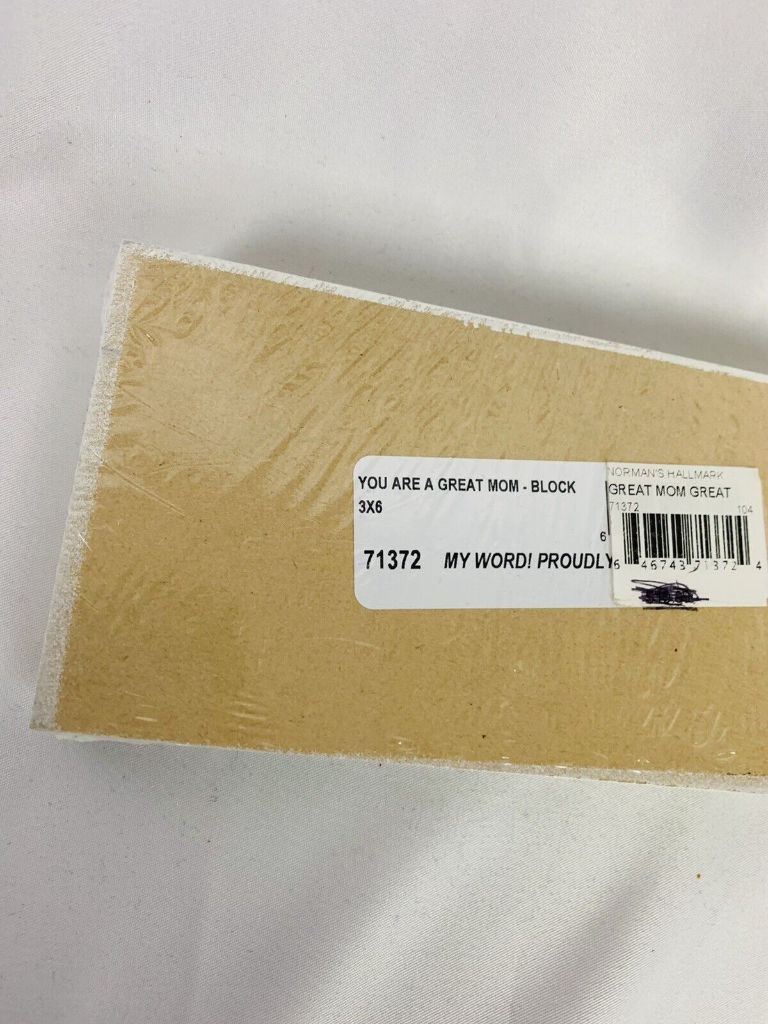 YOU ARE A GREAT MOM - BLOCK
3X6
71372 MY WORD! PROUDLY
NORMAN'S HALLMARK
GREAT MOM GREAT
71372 104
6
6 46743 71372 4